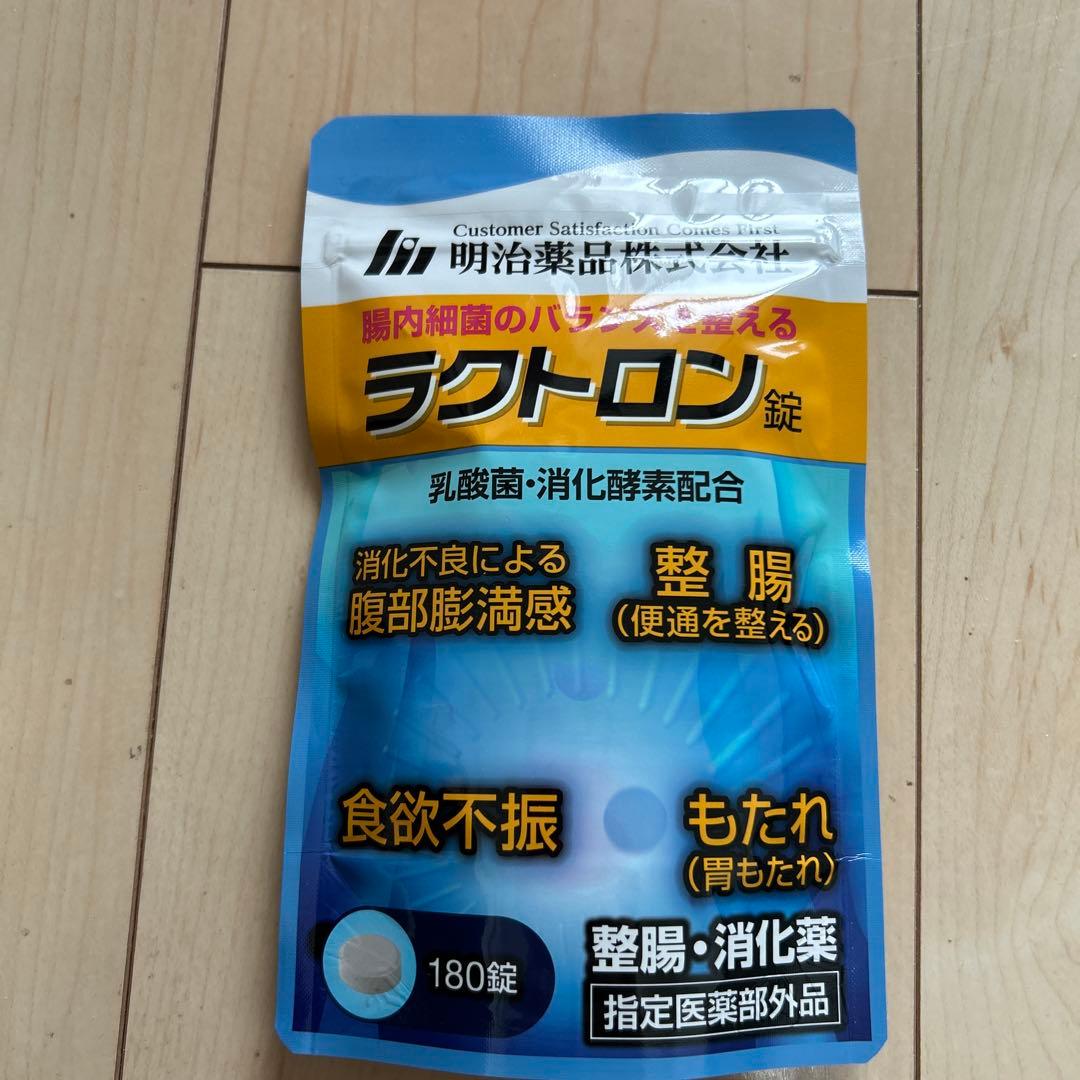 Customer Satisfaction Comes First
明治薬品株式会社
腸内細菌のバランスを整える
ラクトロン錠
乳酸菌・消化酵素配合
消化不良による
腹部膨満感
整腸
(便通を整える)
食欲不振
もたれ
(胃もたれ)
180錠
整腸・消化薬
指定医薬部外品